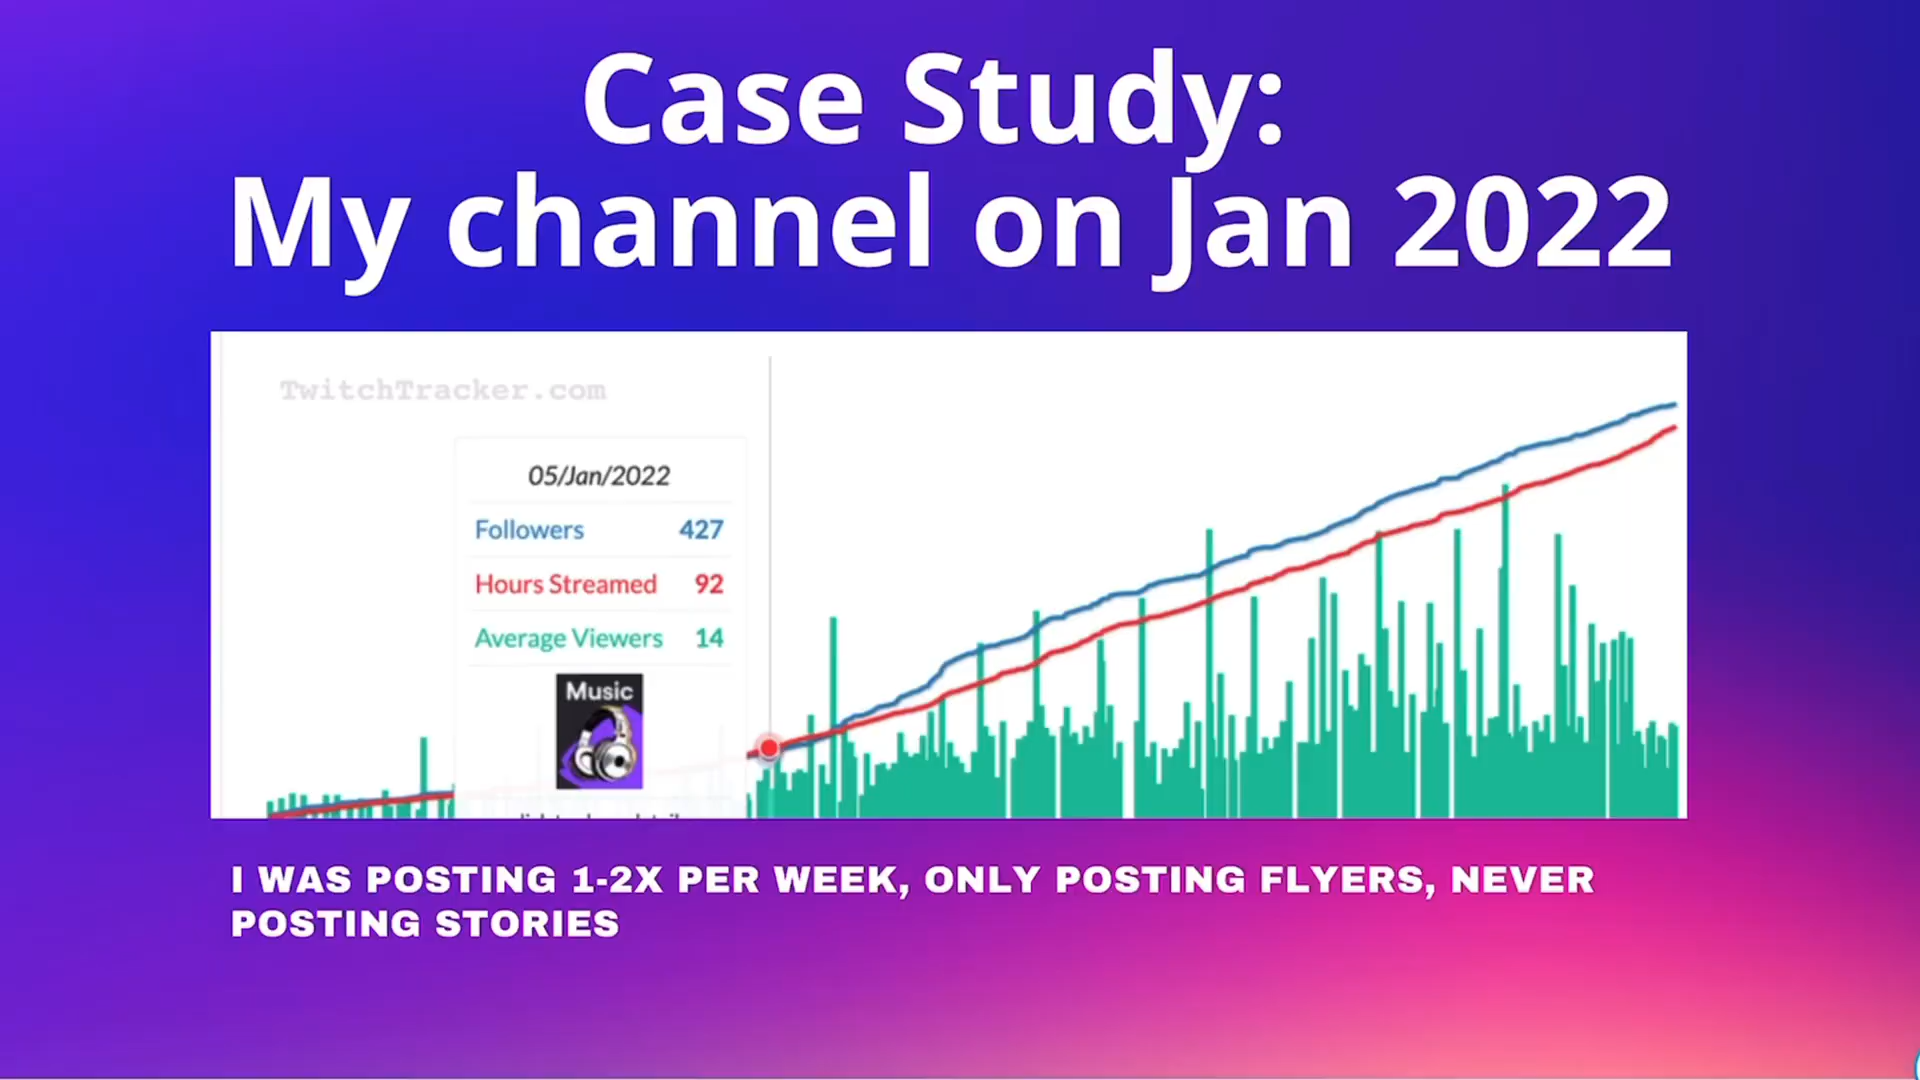 Case Study:
My channel on Jan 2022
TwitchTracker.com
05/Jan/2022
Followers 427
Hours Streamed 92
Average Viewers 14
Music
I WAS POSTING 1-2X PER WEEK, ONLY POSTING FLYERS, NEVER
POSTING STORIES